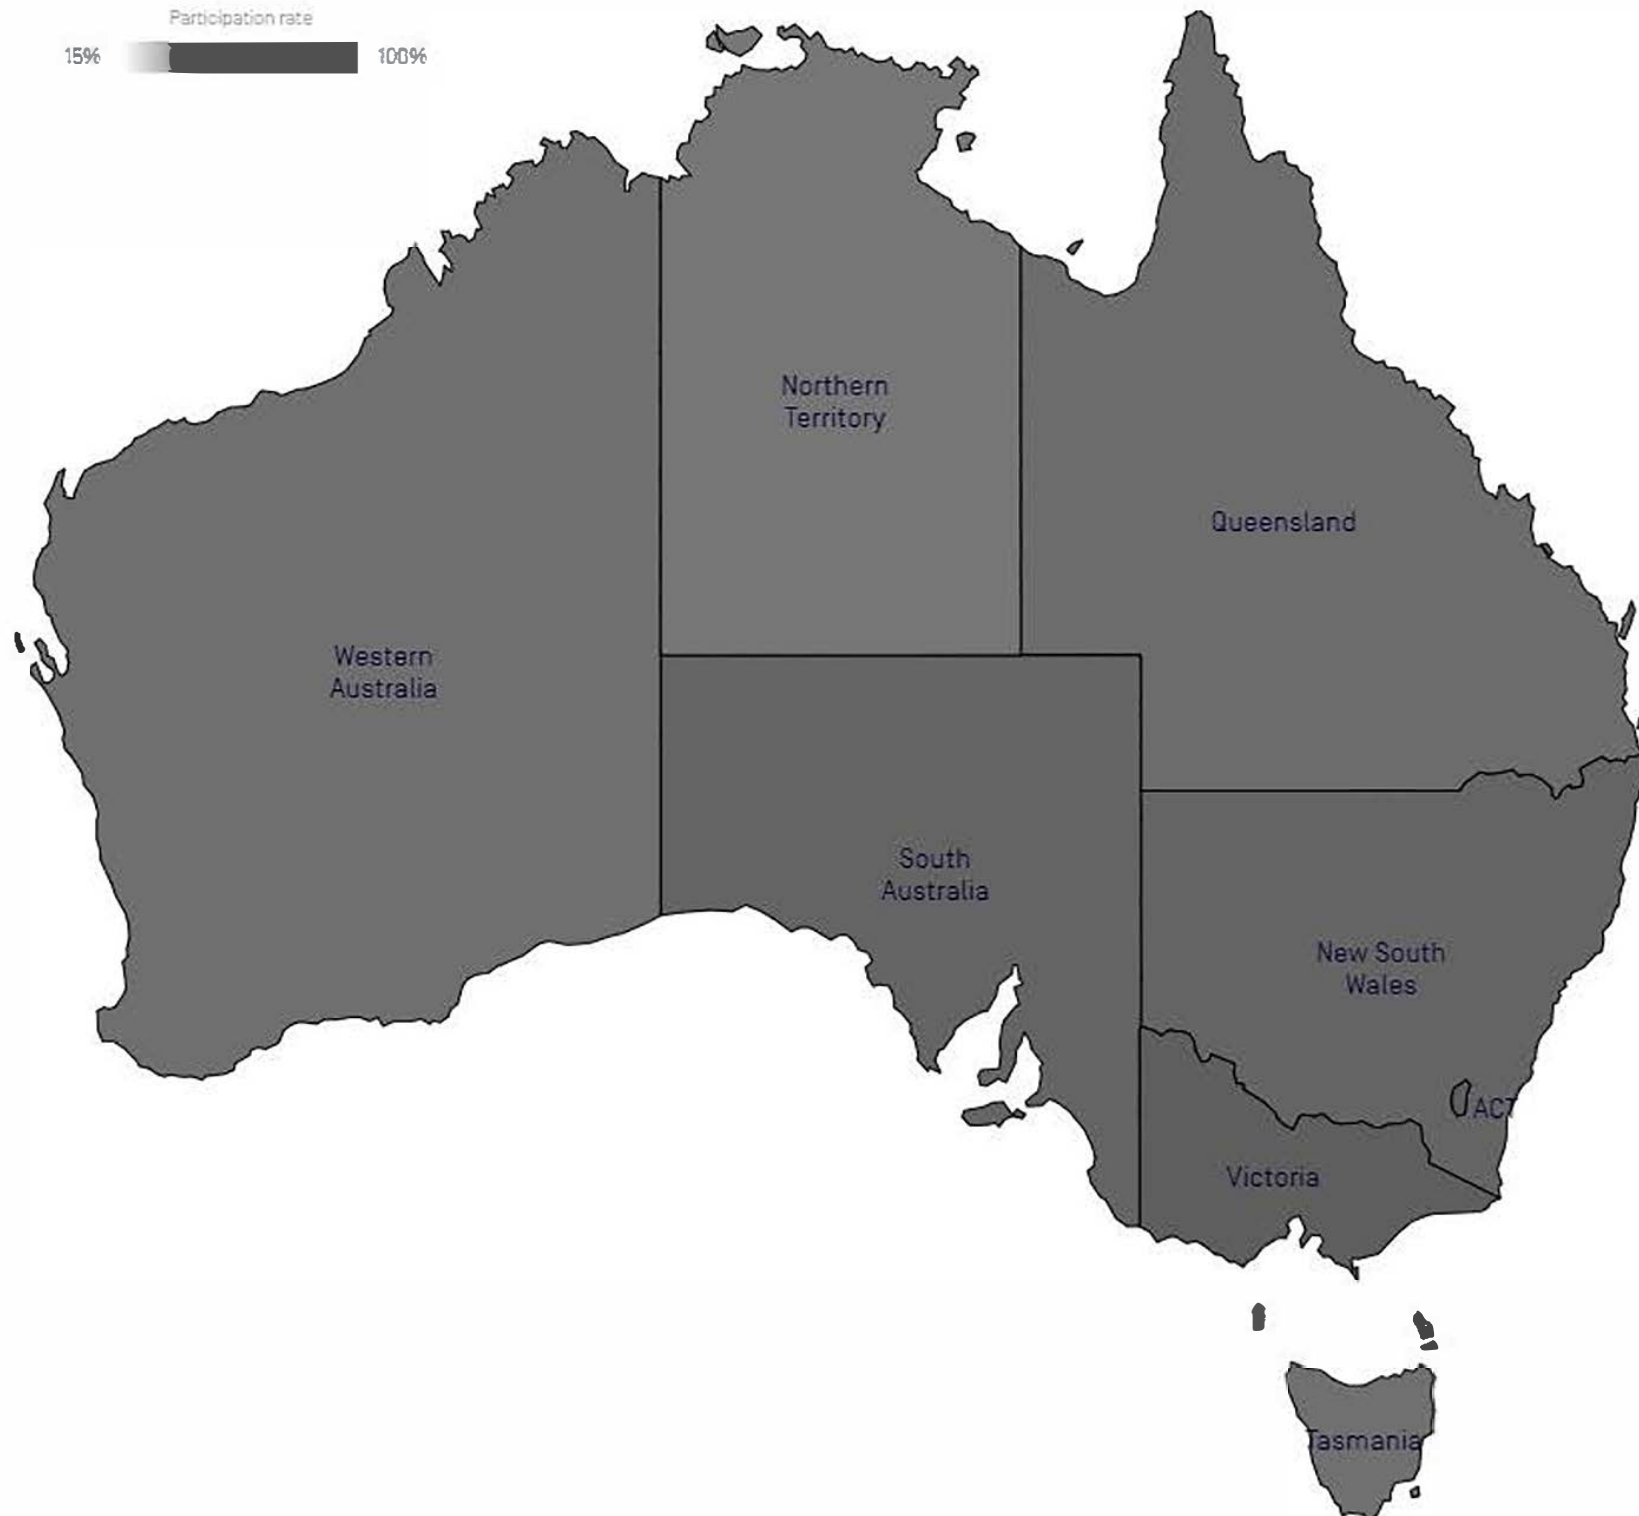 Participation rate
15%
100%
Northern
Territory
Queensland
Western
Australia
South
Australia
New South
Wales
ACT
Victoria
Tasmania